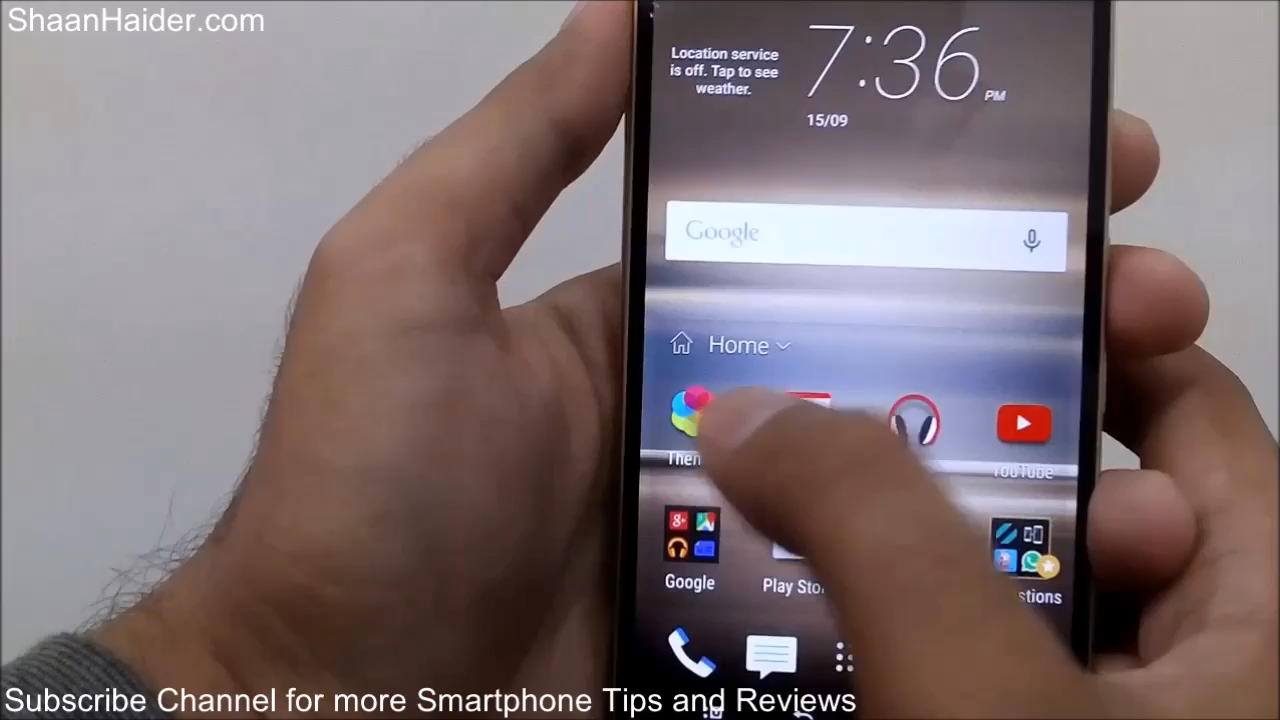 ShaanHaider.com
Location service
is off. Tap to see
weather.
7:36 PM
15/09
Google
Home
YouTube
Google
Play
Subscribe Channel for more Smartphone Tips and Reviews